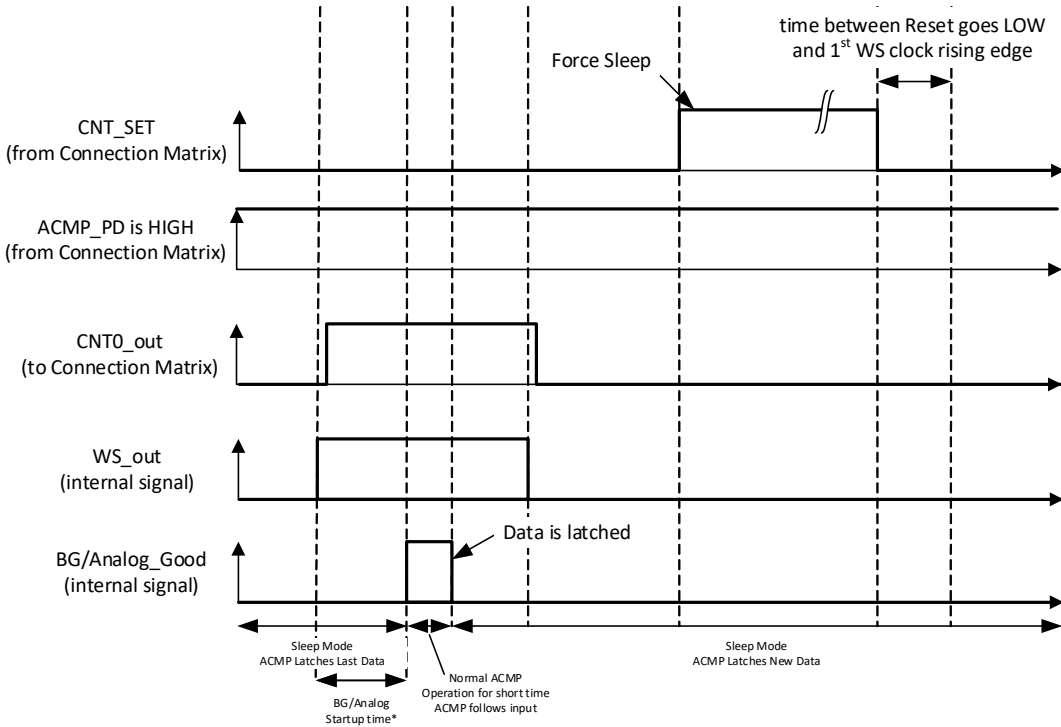 time between Reset goes LOW
and 1st WS clock rising edge
Force Sleep
CNT_SET
(from Connection Matrix)
ACMP_PD is HIGH
(from Connection Matrix)
CNT0_out
(to Connection Matrix)
WS_out
(internal signal)
Data is latched
BG/Analog_Good
(internal signal)
Sleep Mode
ACMP Latches Last Data
Normal ACMP
Operation for short time
ACMP follows input
Sleep Mode
ACMP Latches New Data
BG/Analog
Startup time*